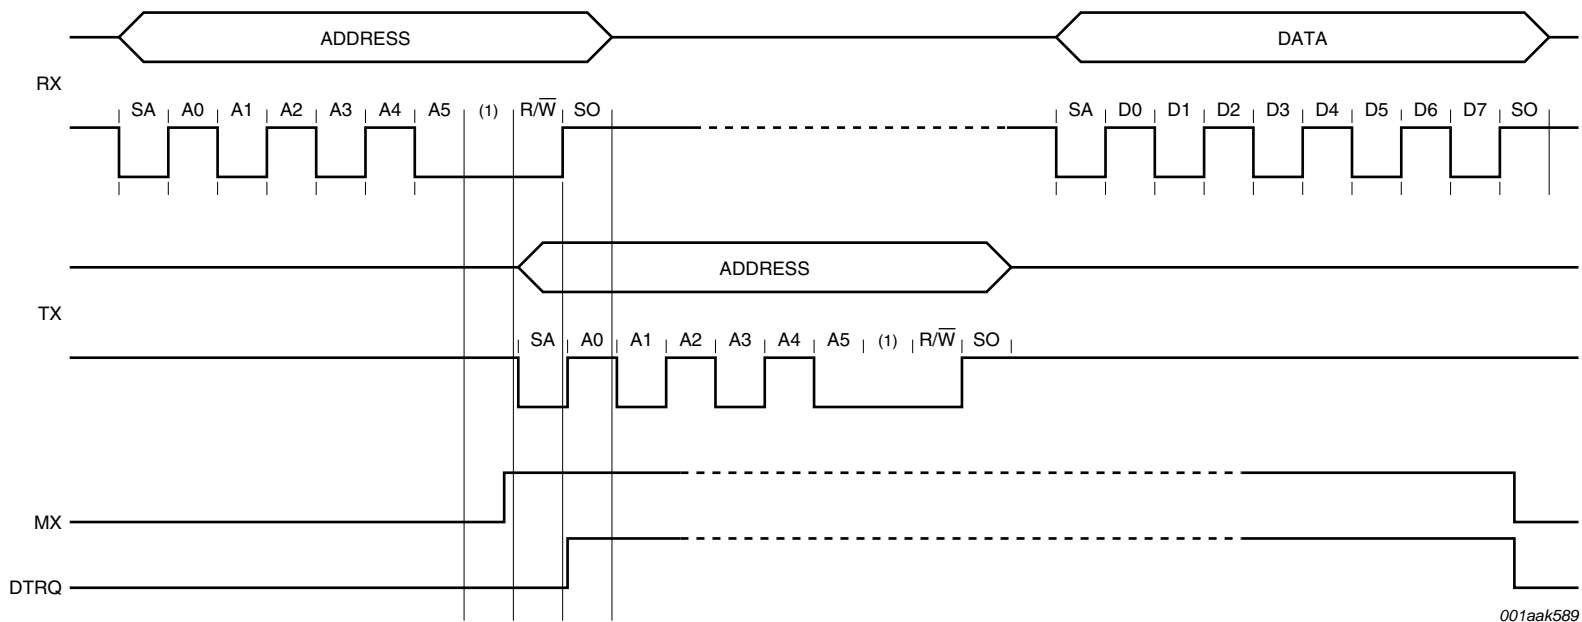 ADDRESS DATA
RX
SA A0 A1 A2 A3 A4 A5 (1) R/W̅ SO SA D0 D1 D2 D3 D4 D5 D6 D7 SO
ADDRESS
TX
SA A0 A1 A2 A3 A4 A5 (1) R/W̅ SO
MX
DTRQ
001aak589